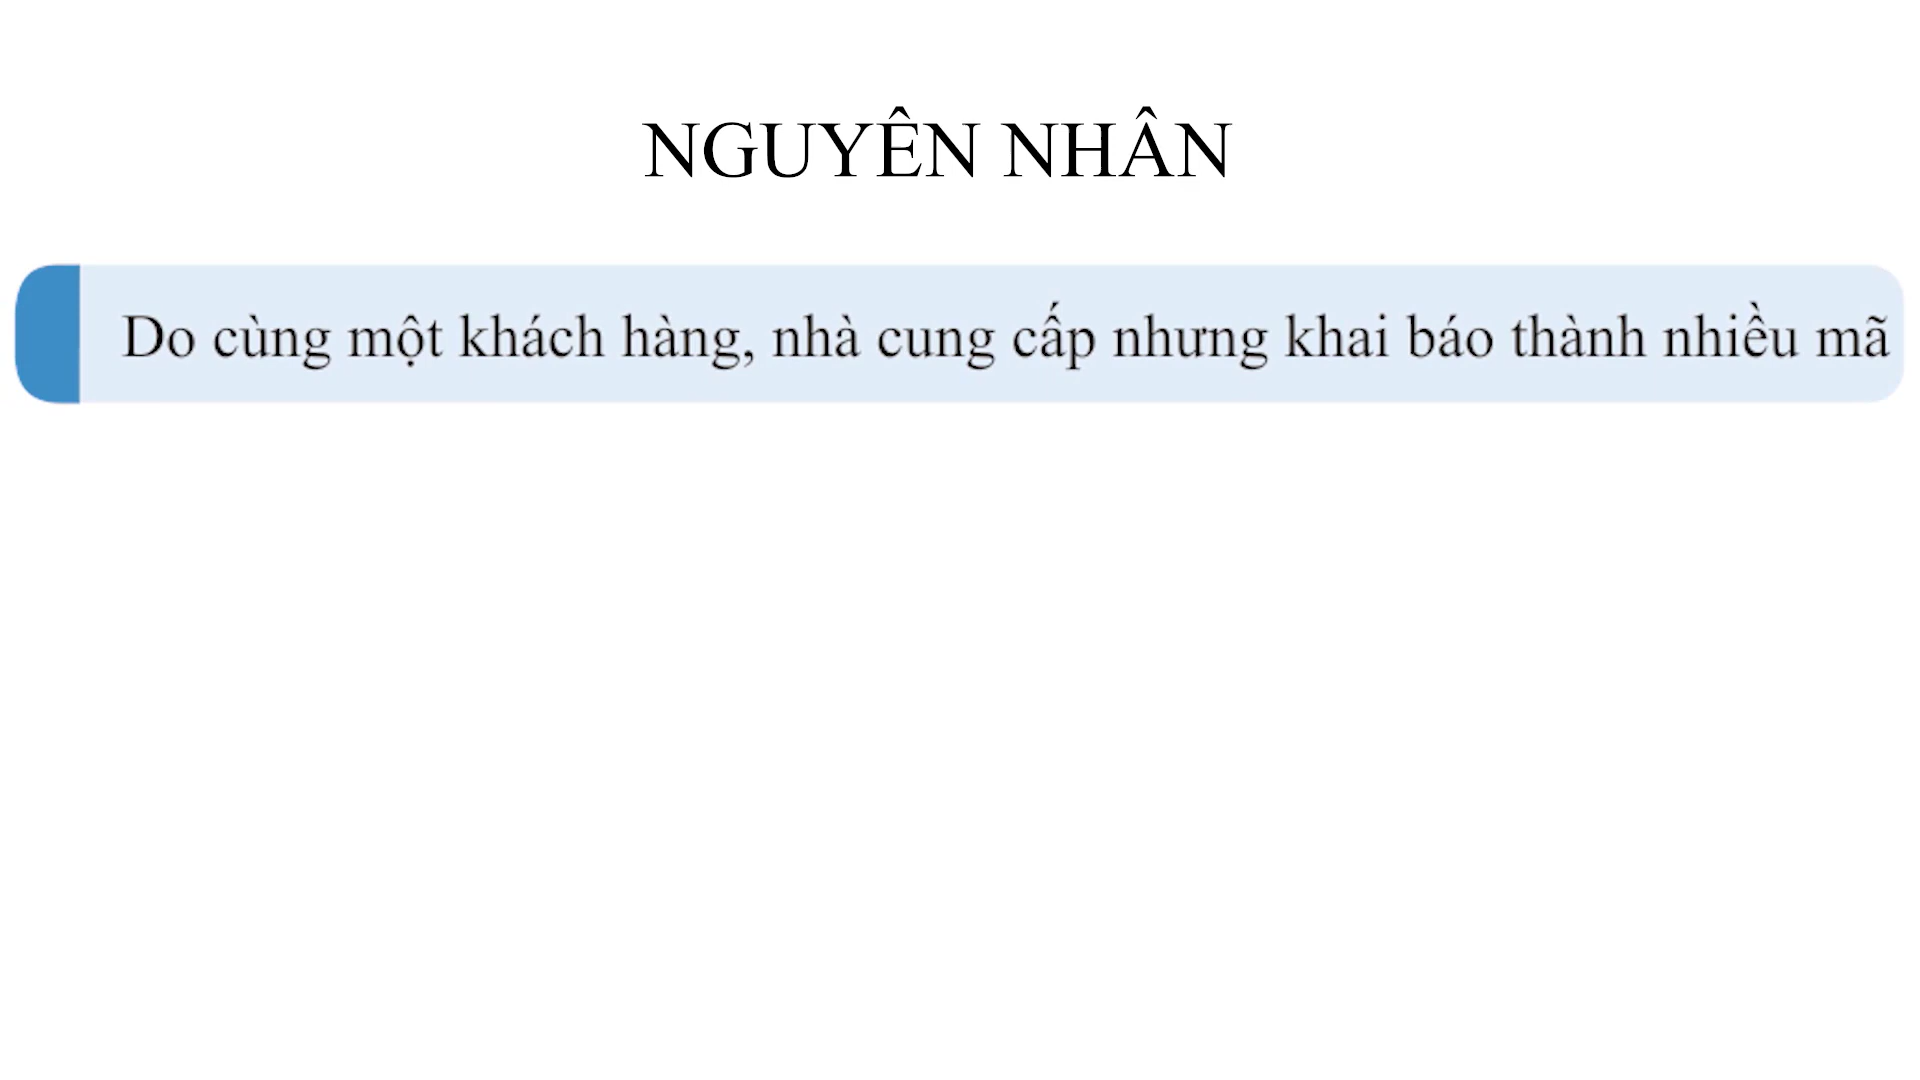 NGUYÊN NHÂN
Do cùng một khách hàng, nhà cung cấp nhưng khai báo thành nhiều mã